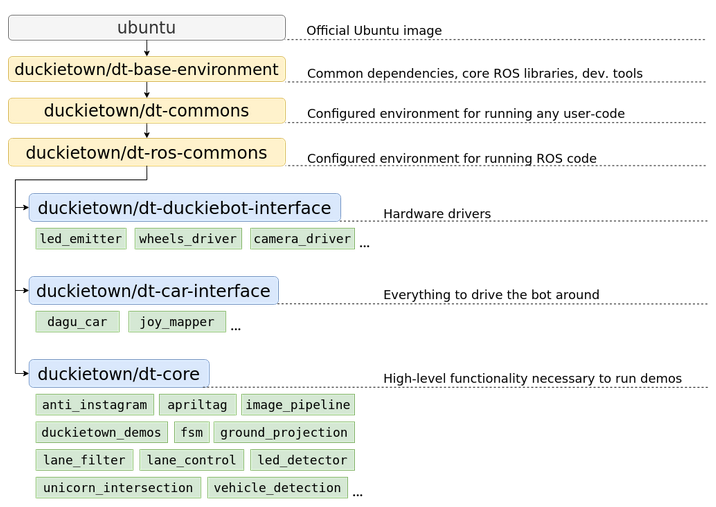 ubuntu Official Ubuntu image
duckietown/dt-base-environment Common dependencies, core ROS libraries, dev. tools
duckietown/dt-commons Configured environment for running any user-code
duckietown/dt-ros-commons Configured environment for running ROS code
duckietown/dt-duckiebot-interface Hardware drivers
led_emitter wheels_driver camera_driver ...
duckietown/dt-car-interface Everything to drive the bot around
dagu_car joy_mapper ...
duckietown/dt-core High-level functionality necessary to run demos
anti_instagram apriltag image_pipeline
duckietown_demos fsm ground_projection
lane_filter lane_control led_detector
unicorn_intersection vehicle_detection ...